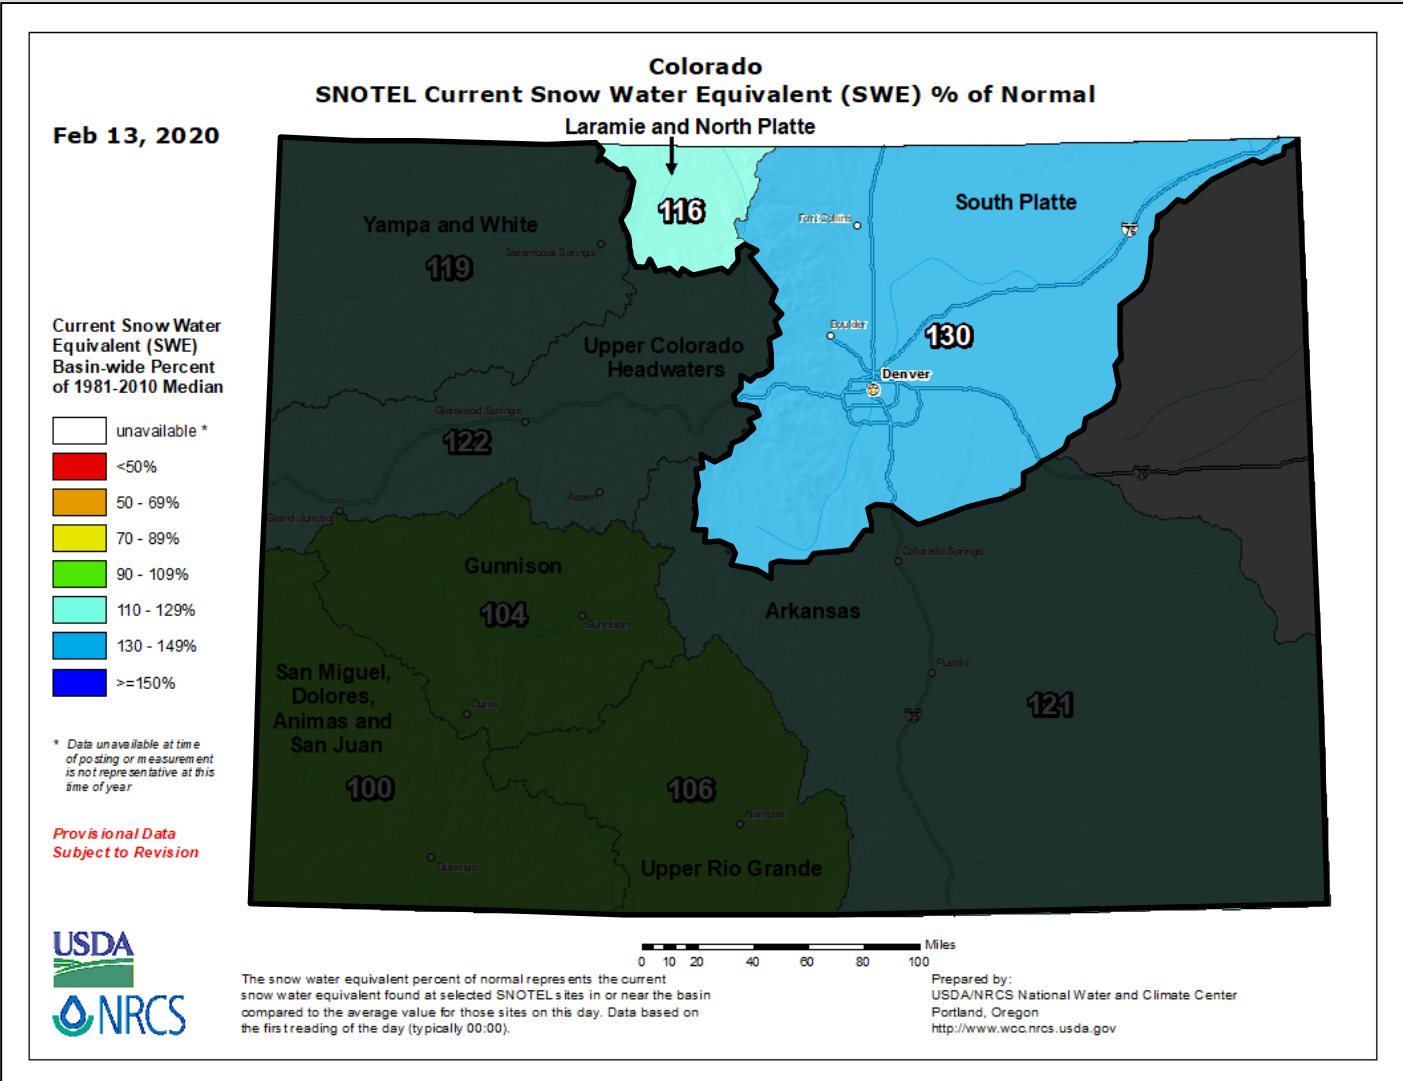 Colorado
SNOTEL Current Snow Water Equivalent (SWE) % of Normal
Feb 13, 2020
Laramie and North Platte
116
South Platte
Fort Collins
76
Yampa and White
Steamboat Springs
119
Boulder
130
Upper Colorado
Headwaters
Denver
Glenwood Springs
122
70
Aspen
Grand Junction
Colorado Springs
Gunnison
104
Gunnison
Arkansas
Pueblo
San Miguel,
Dolores,
Animas and
San Juan
Ouray
121
25
100
106
Alamosa
Durango
Upper Rio Grande
Current Snow Water
Equivalent (SWE)
Basin-wide Percent
of 1981-2010 Median
unavailable *
<50%
50 - 69%
70 - 89%
90 - 109%
110 - 129%
130 - 149%
>=150%
* Data unavailable at time
of posting or measurement
is not representative at this
time of year
Provisional Data
Subject to Revision
USDA
NRCS
Miles
0 10 20 40 60 80 100
The snow water equivalent percent of normal represents the current
snow water equivalent found at selected SNOTEL sites in or near the basin
compared to the average value for those sites on this day. Data based on
the first reading of the day (typically 00:00).
Prepared by:
USDA/NRCS National Water and Climate Center
Portland, Oregon
http://www.wcc.nrcs.usda.gov